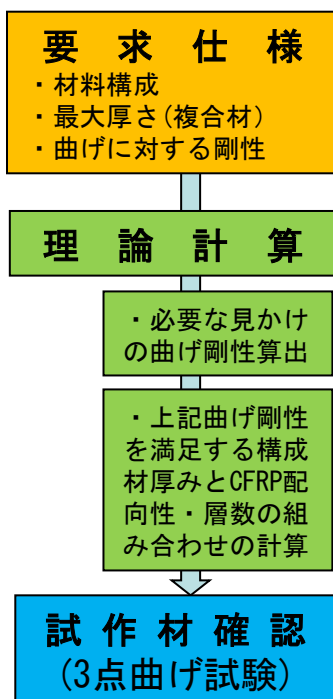 要求仕様
・材料構成
・最大厚さ(複合材)
・曲げに対する剛性
理論計算
・必要な見かけ
の曲げ剛性算出
・上記曲げ剛性
を満足する構成
材厚みとCFRP配
向性・層数の組
み合わせの計算
試作材確認
(3点曲げ試験)